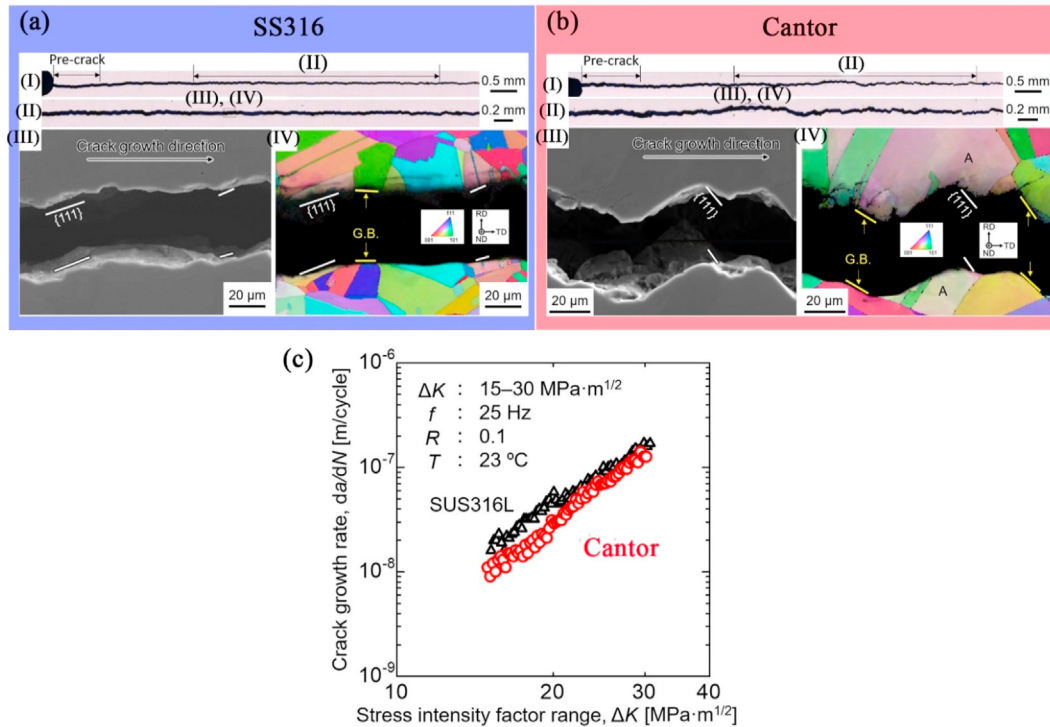 (a) SS316
Pre-crack (II)
(I) 0.5 mm
(III), (IV)
(II) 0.2 mm
(III) (IV)
Crack growth direction
{111} {111}
G.B.
111
001 101
RD
TD
ND
20 μm 20 μm
(b) Cantor
Pre-crack (II)
(I) 0.5 mm
(III), (IV)
(II) 0.2 mm
(III) (IV)
Crack growth direction
A
{111} {111}
G.B.
111
001 101
RD
TD
ND
A
20 μm 20 μm
(c)
Crack growth rate, da/dN [m/cycle]
10⁻⁶
10⁻⁷
10⁻⁸
10⁻⁹
ΔK : 15–30 MPa·m¹/²
f : 25 Hz
R : 0.1
T : 23 ºC
SUS316L
Cantor
10 20 30 40
Stress intensity factor range, ΔK [MPa·m¹/²]